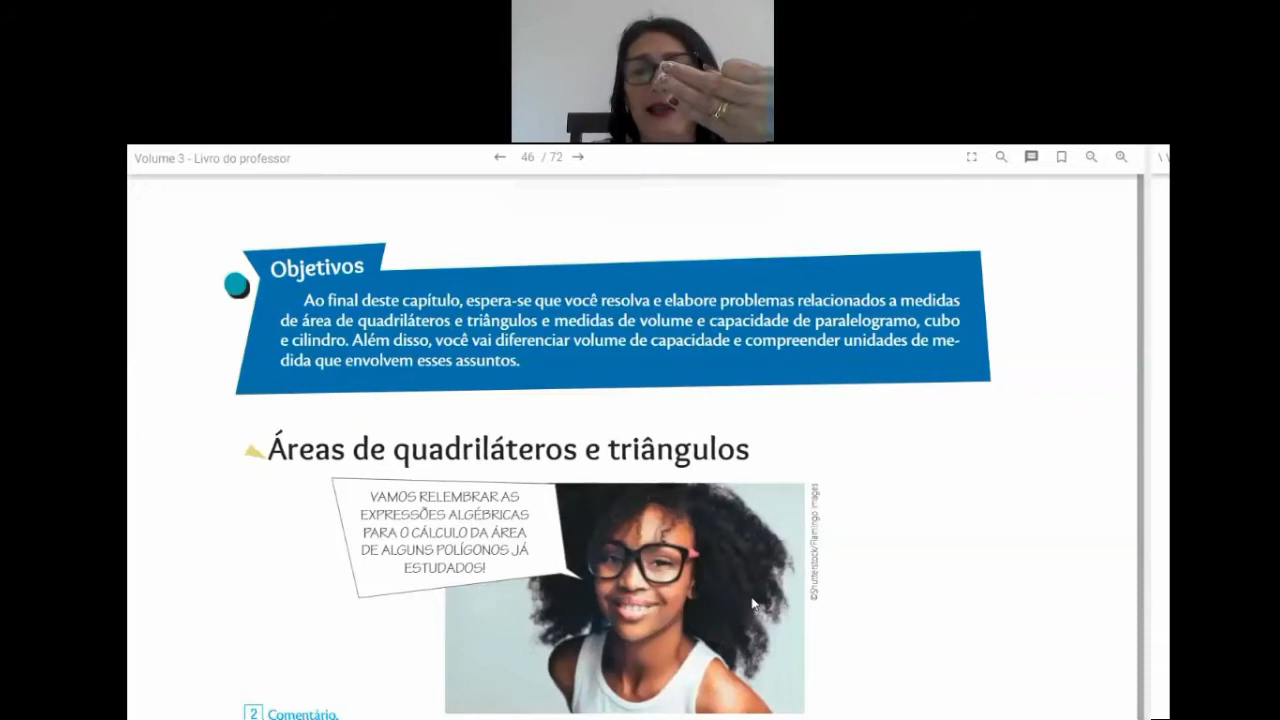 Volume 3 - Livro do professor
46 / 72
Objetivos
Ao final deste capítulo, espera-se que você resolva e elabore problemas relacionados a medidas
de área de quadriláteros e triângulos e medidas de volume e capacidade de paralelogramo, cubo
e cilindro. Além disso, você vai diferenciar volume de capacidade e compreender unidades de me-
dida que envolvem esses assuntos.
Áreas de quadriláteros e triângulos
VAMOS RELEMBRAR AS
EXPRESSÕES ALGÉBRICAS
PARA O CÁLCULO DA ÁREA
DE ALGUNS POLÍGONOS JÁ
ESTUDADOS!
©Shutterstock/Flamingo Images
2 Comentário.